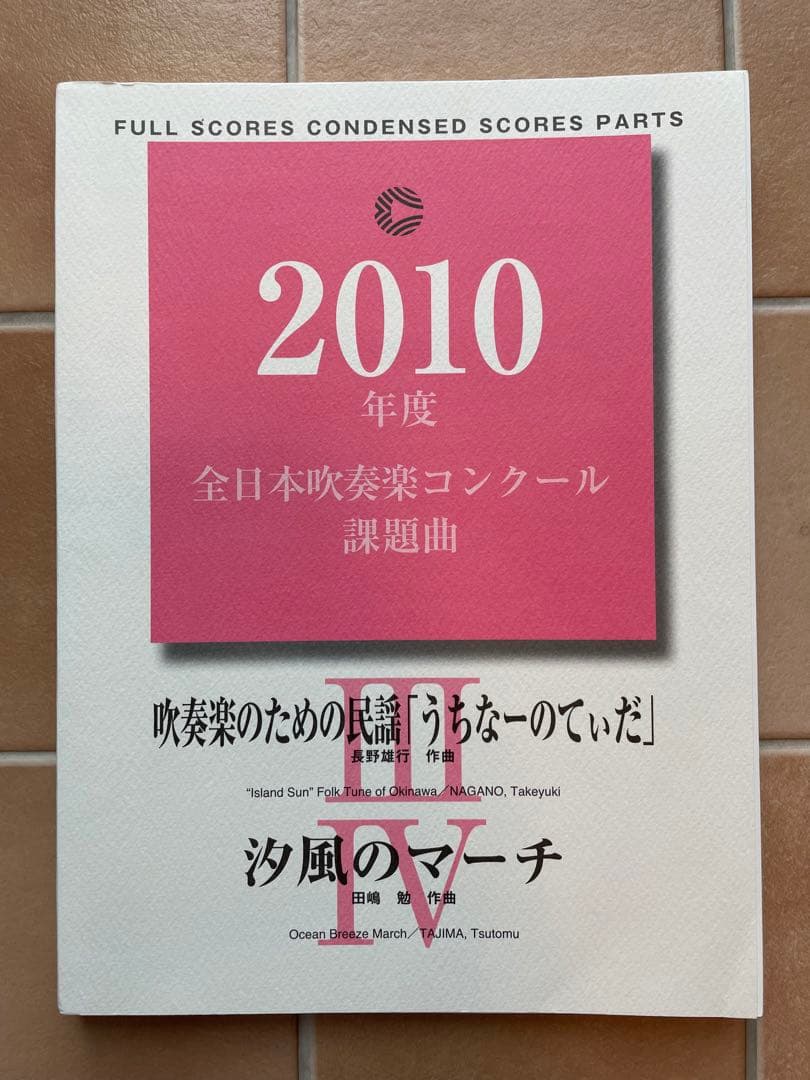 FULL SCORES CONDENSED SCORES PARTS
2010
年度
全日本吹奏楽コンクール
課題曲
III
吹奏楽のための民謡「うちなーのてぃだ」
長野雄行 作曲
“Island Sun” Folk Tune of Okinawa／NAGANO, Takeyuki
IV
汐風のマーチ
田嶋 勉 作曲
Ocean Breeze March／TAJIMA, Tsutomu